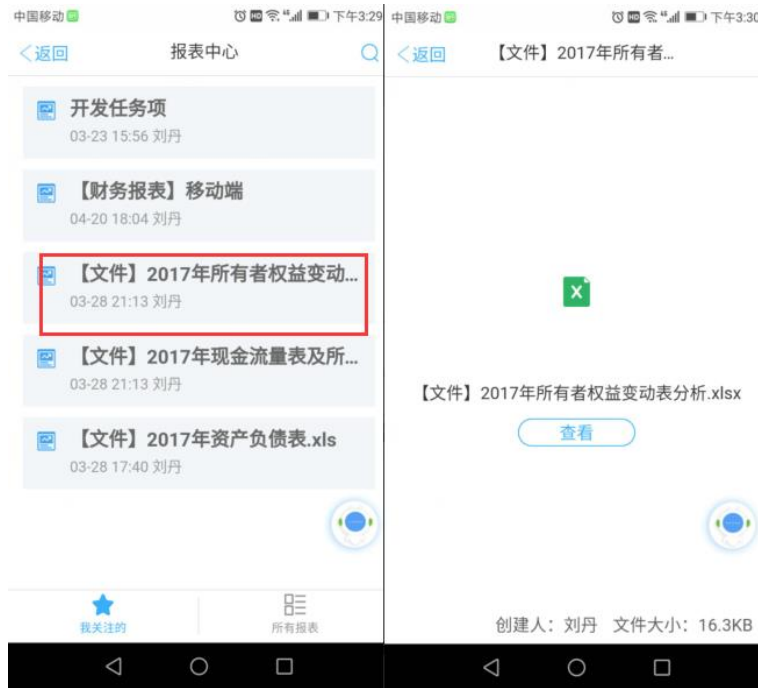 中国移动 HD 4G 下午3:29
返回 报表中心
开发任务项
03-23 15:56 刘丹
【财务报表】移动端
04-20 18:04 刘丹
【文件】2017年所有者权益变动...
03-28 21:13 刘丹
【文件】2017年现金流量表及所...
03-28 21:13 刘丹
【文件】2017年资产负债表.xls
03-28 17:40 刘丹
我关注的 所有报表
中国移动 HD 下午3:30
返回 【文件】2017年所有者...
X
【文件】2017年所有者权益变动表分析.xlsx
查看
创建人：刘丹 文件大小：16.3KB